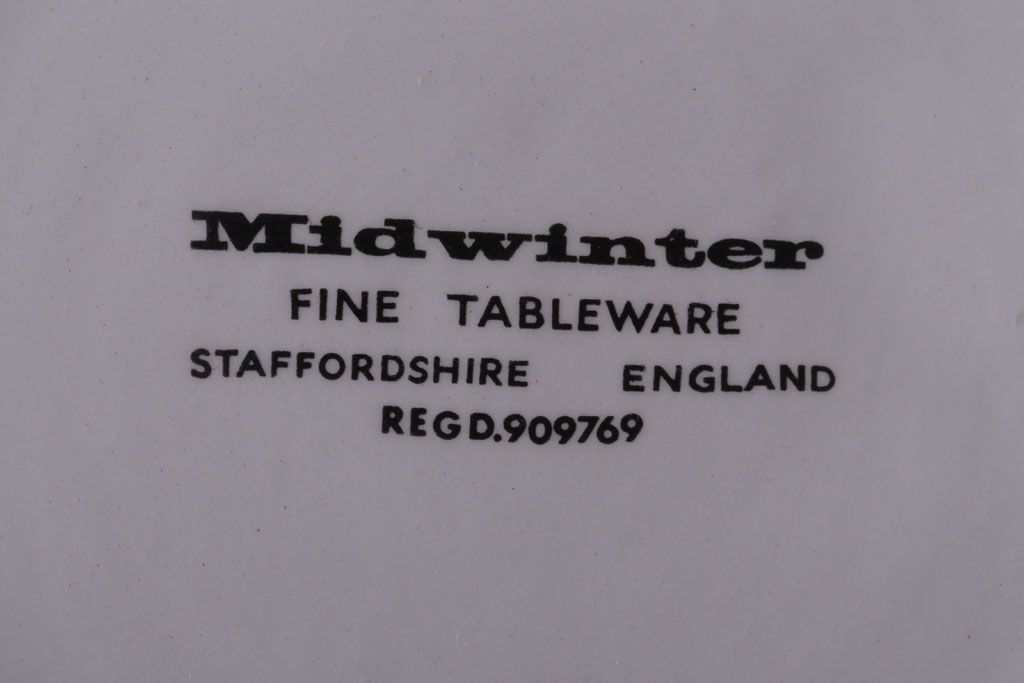 Midwinter
FINE TABLEWARE
STAFFORDSHIRE ENGLAND
REGD.909769